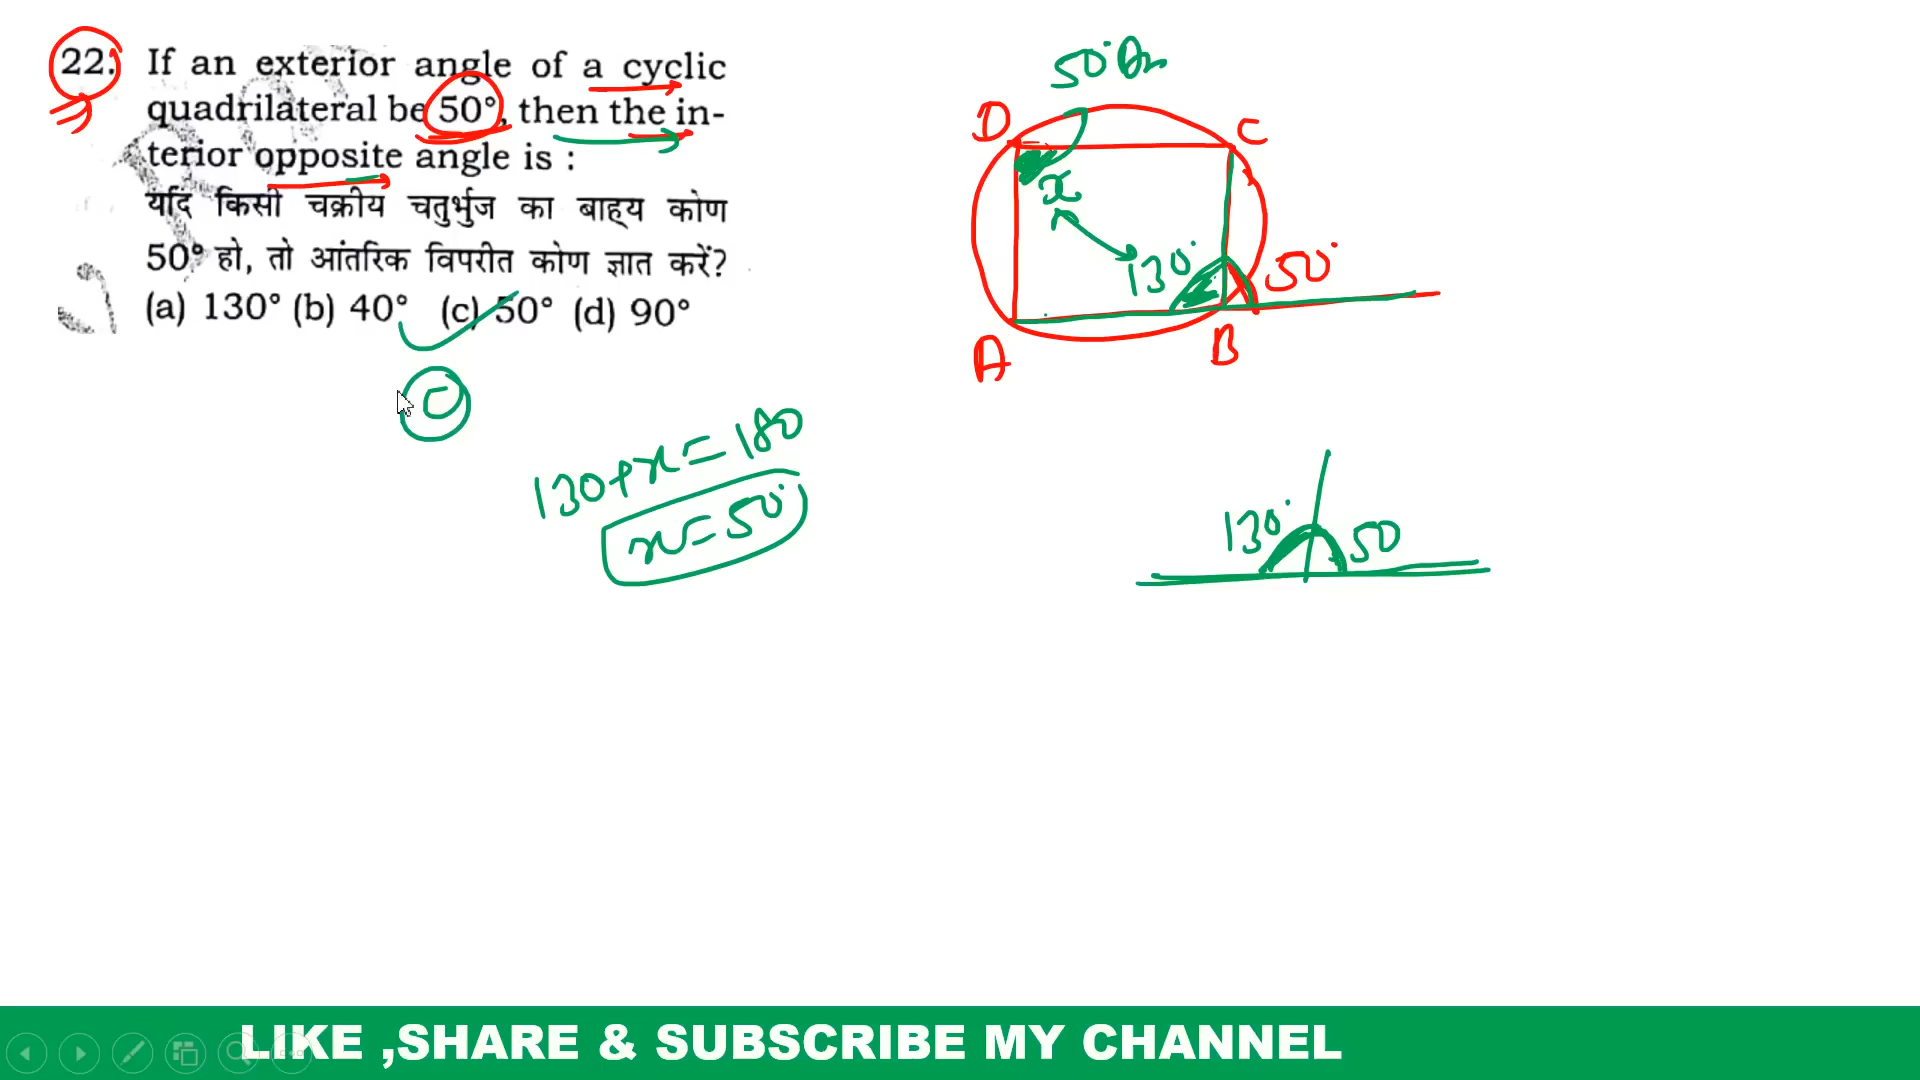 22. If an exterior angle of a cyclic
quadrilateral be 50°, then the in-
terior opposite angle is :
यदि किसी चक्रीय चतुर्भुज का बाह्य कोण
50° हो, तो आंतरिक विपरीत कोण ज्ञात करें?
(a) 130° (b) 40° (c) 50° (d) 90°
C
130+x=180
x=50°
50° Ans
D
C
x
130°
50°
A
B
130°
50
LIKE ,SHARE & SUBSCRIBE MY CHANNEL